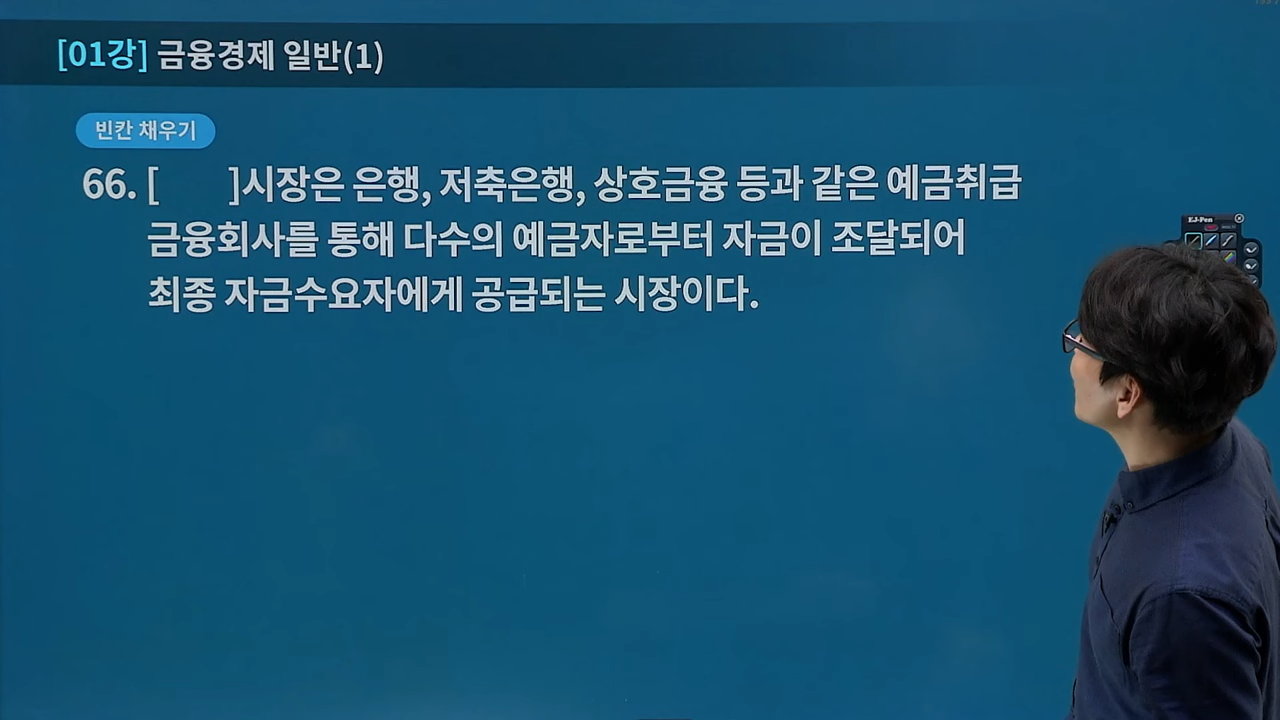 [01강] 금융경제 일반(1)
빈칸 채우기
66. [ ]시장은 은행, 저축은행, 상호금융 등과 같은 예금취급
금융회사를 통해 다수의 예금자로부터 자금이 조달되어
최종 자금수요자에게 공급되는 시장이다.
EJ-Pen